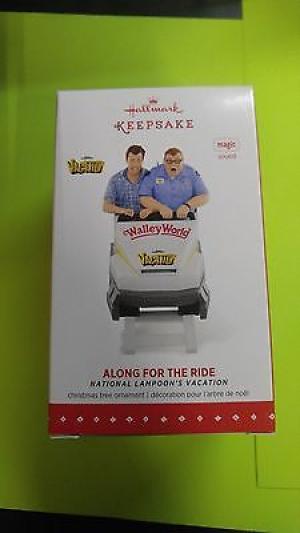 Hallmark
KEEPSAKE
magic
sound
VACATION
Walley World
VACATION
ALONG FOR THE RIDE
NATIONAL LAMPOON'S VACATION
christmas tree ornament | décoration pour l'arbre de noël